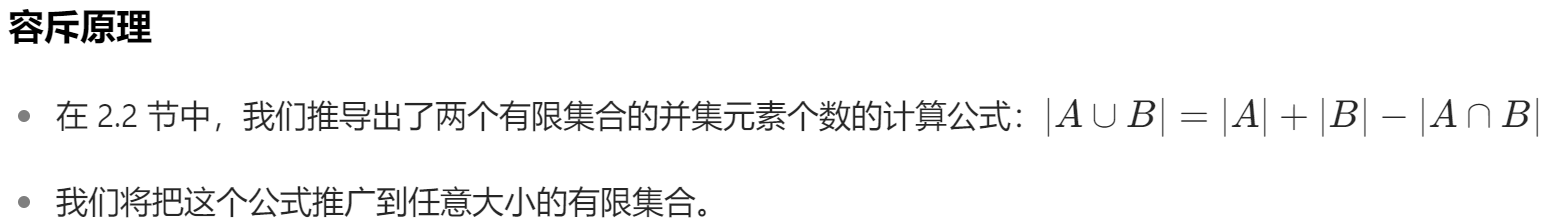 容斥原理
• 在 2.2 节中，我们推导出了两个有限集合的并集元素个数的计算公式：|A ∪ B| = |A| + |B| − |A ∩ B|
• 我们将把这个公式推广到任意大小的有限集合。